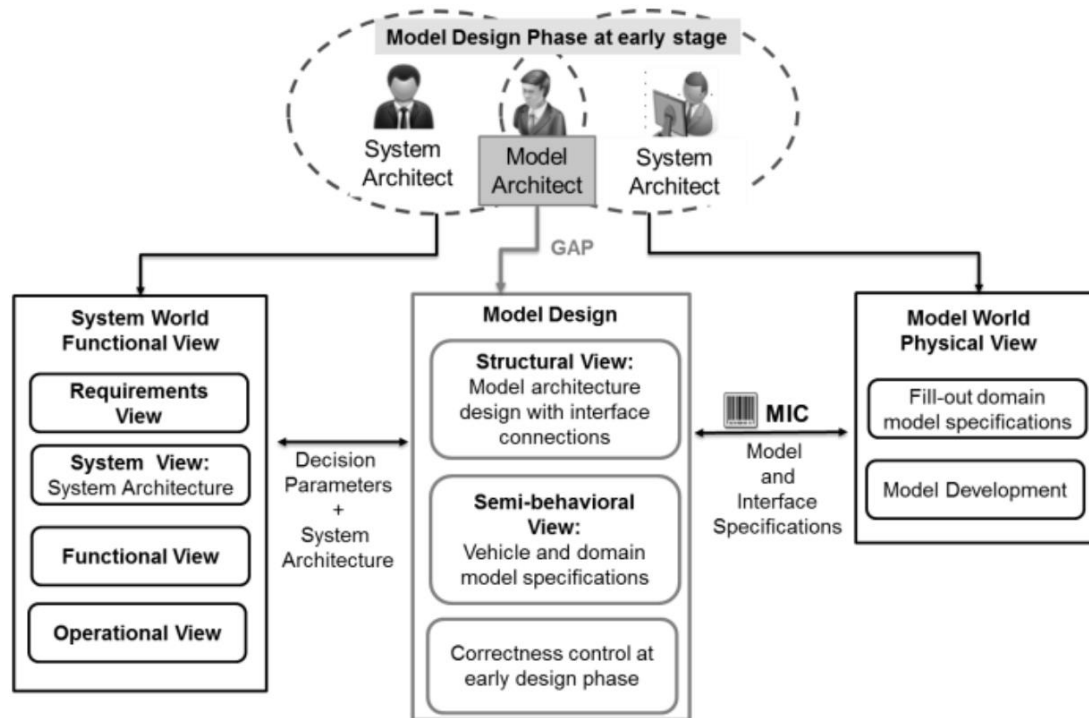 Model Design Phase at early stage
System
Architect
Model
Architect
System
Architect
GAP
System World
Functional View
Requirements
View
System View:
System Architecture
Functional View
Operational View
Decision
Parameters
+
System
Architecture
Model Design
Structural View:
Model architecture
design with interface
connections
Semi-behavioral
View:
Vehicle and domain
model specifications
Correctness control at
early design phase
MIC
Model
and
Interface
Specifications
Model World
Physical View
Fill-out domain
model specifications
Model Development